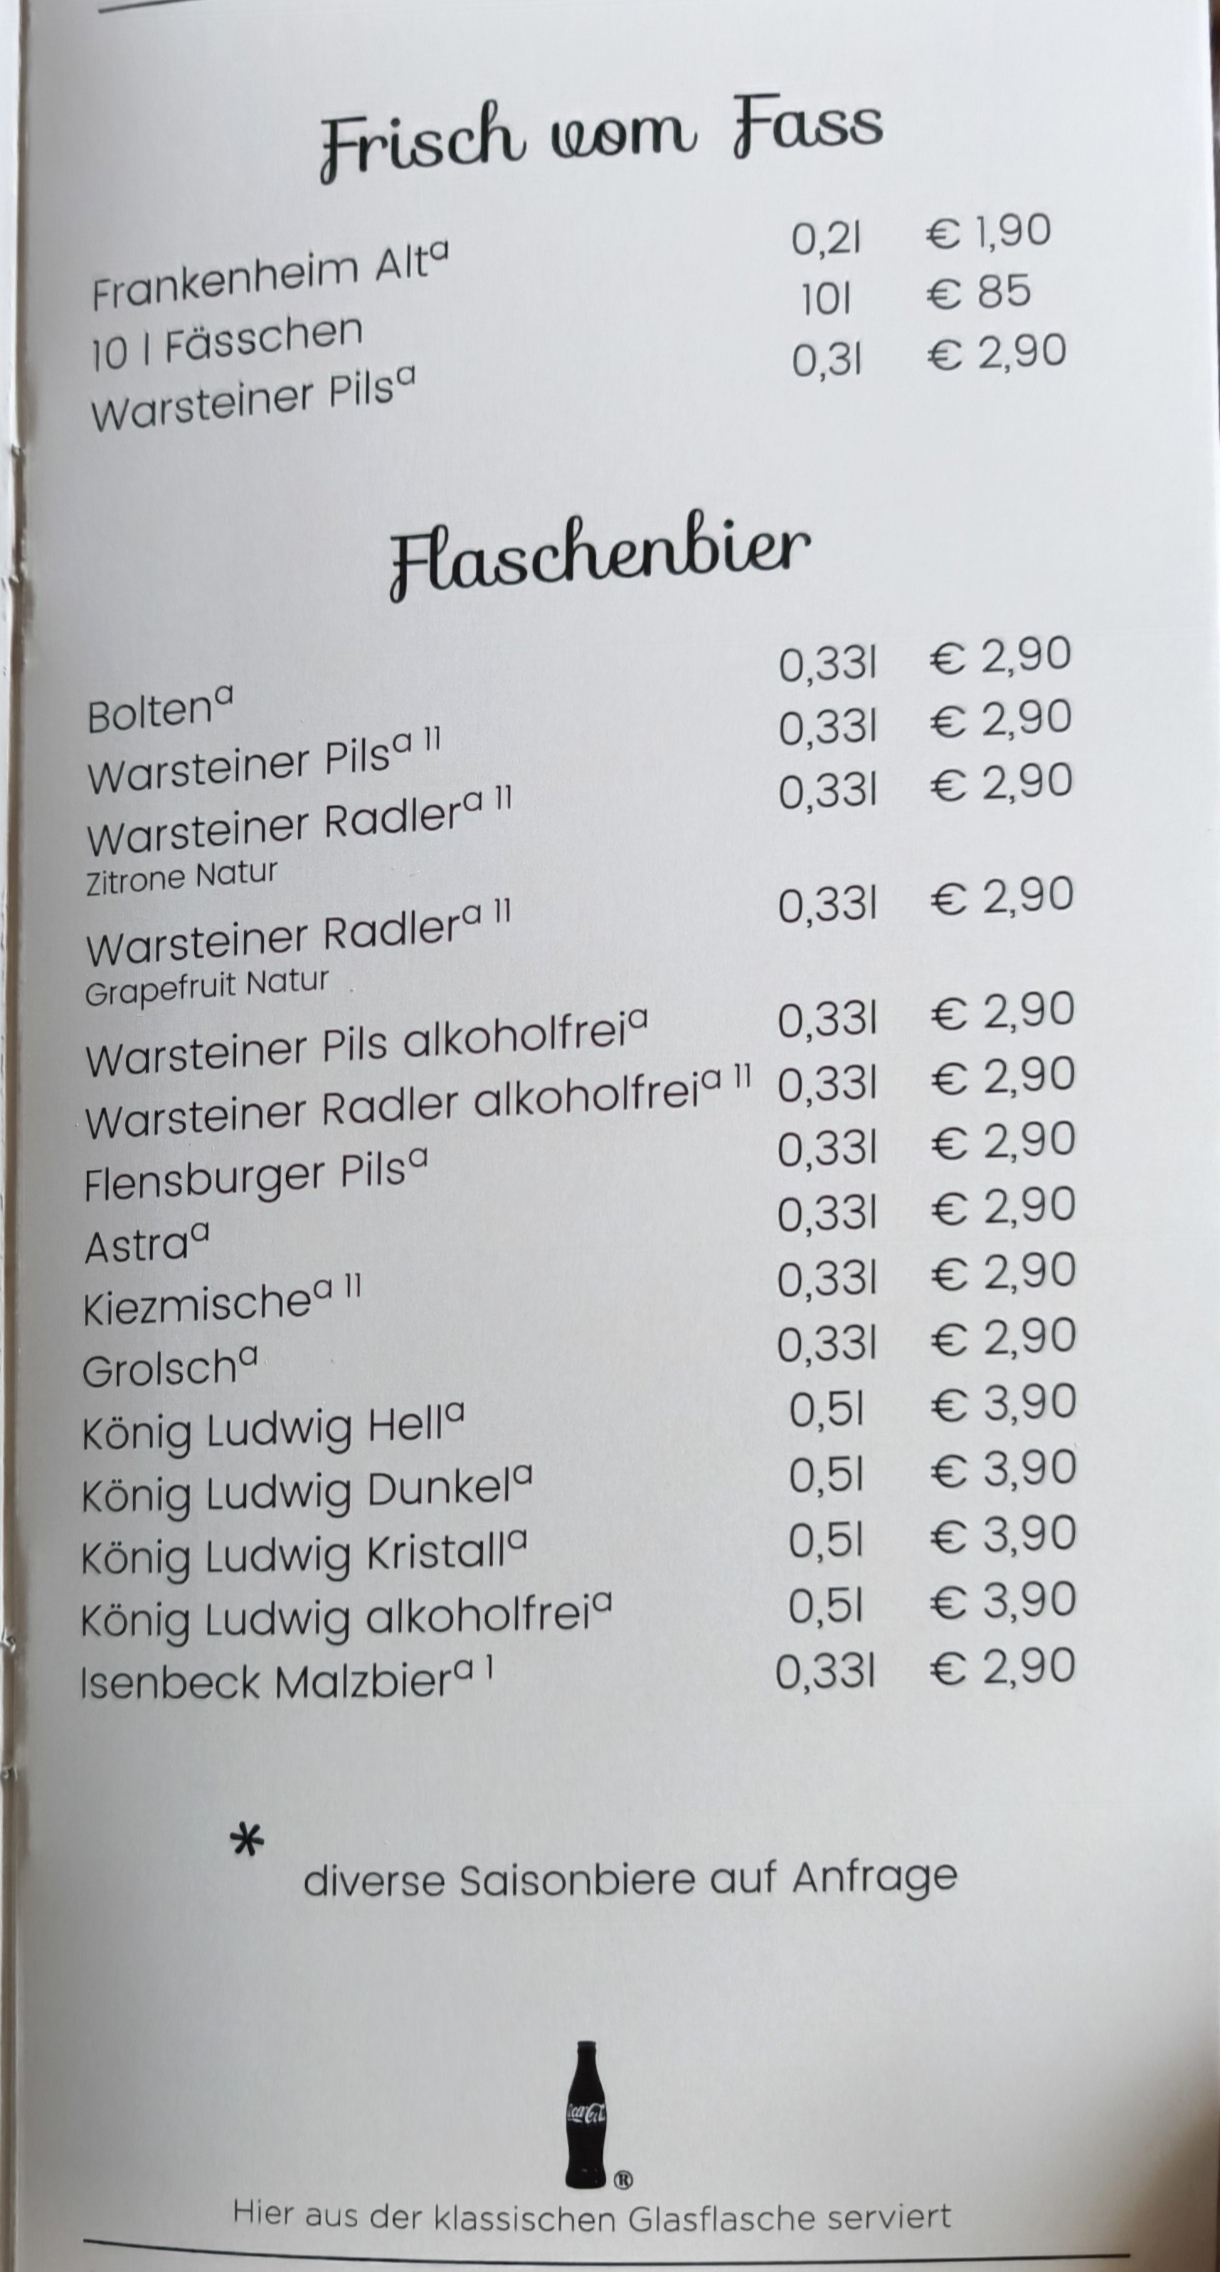 Frisch vom Fass
Frankenheim Altᵃ 0,2l € 1,90
10 l Fässchen 10l € 85
Warsteiner Pilsᵃ 0,3l € 2,90
Flaschenbier
Boltenᵃ 0,33l € 2,90
Warsteiner Pilsᵃ ¹¹ 0,33l € 2,90
Warsteiner Radlerᵃ ¹¹ 0,33l € 2,90
Zitrone Natur
Warsteiner Radlerᵃ ¹¹ 0,33l € 2,90
Grapefruit Natur
Warsteiner Pils alkoholfreiᵃ 0,33l € 2,90
Warsteiner Radler alkoholfreiᵃ ¹¹ 0,33l € 2,90
Flensburger Pilsᵃ 0,33l € 2,90
Astraᵃ 0,33l € 2,90
Kiezmischeᵃ ¹¹ 0,33l € 2,90
Grolschᵃ 0,33l € 2,90
König Ludwig Hellᵃ 0,5l € 3,90
König Ludwig Dunkelᵃ 0,5l € 3,90
König Ludwig Kristallᵃ 0,5l € 3,90
König Ludwig alkoholfreiᵃ 0,5l € 3,90
Isenbeck Malzbierᵃ ¹ 0,33l € 2,90
* diverse Saisonbiere auf Anfrage
Coca-Cola ®
Hier aus der klassischen Glasflasche serviert